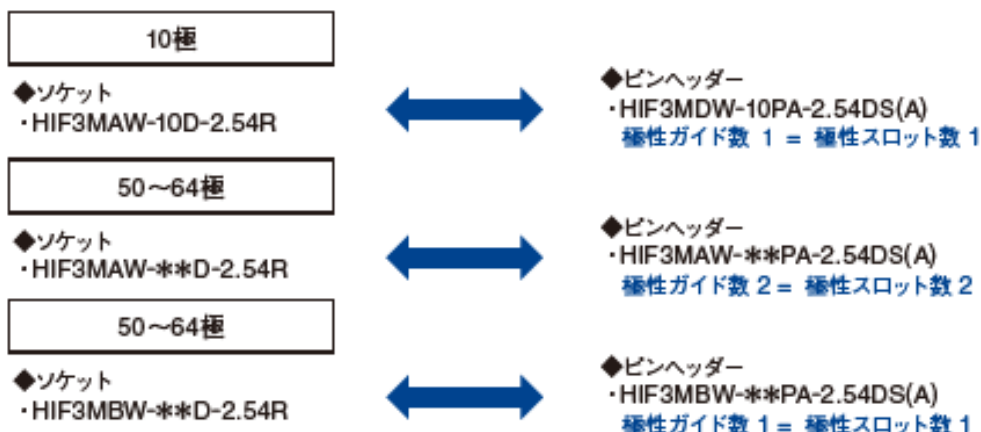 10極
◆ソケット
・HIF3MAW-10D-2.54R
◆ピンヘッダー
・HIF3MDW-10PA-2.54DS(A)
極性ガイド数 1 = 極性スロット数 1
50～64極
◆ソケット
・HIF3MAW-**D-2.54R
◆ピンヘッダー
・HIF3MAW-**PA-2.54DS(A)
極性ガイド数 2 = 極性スロット数 2
50～64極
◆ソケット
・HIF3MBW-**D-2.54R
◆ピンヘッダー
・HIF3MBW-**PA-2.54DS(A)
極性ガイド数 1 = 極性スロット数 1